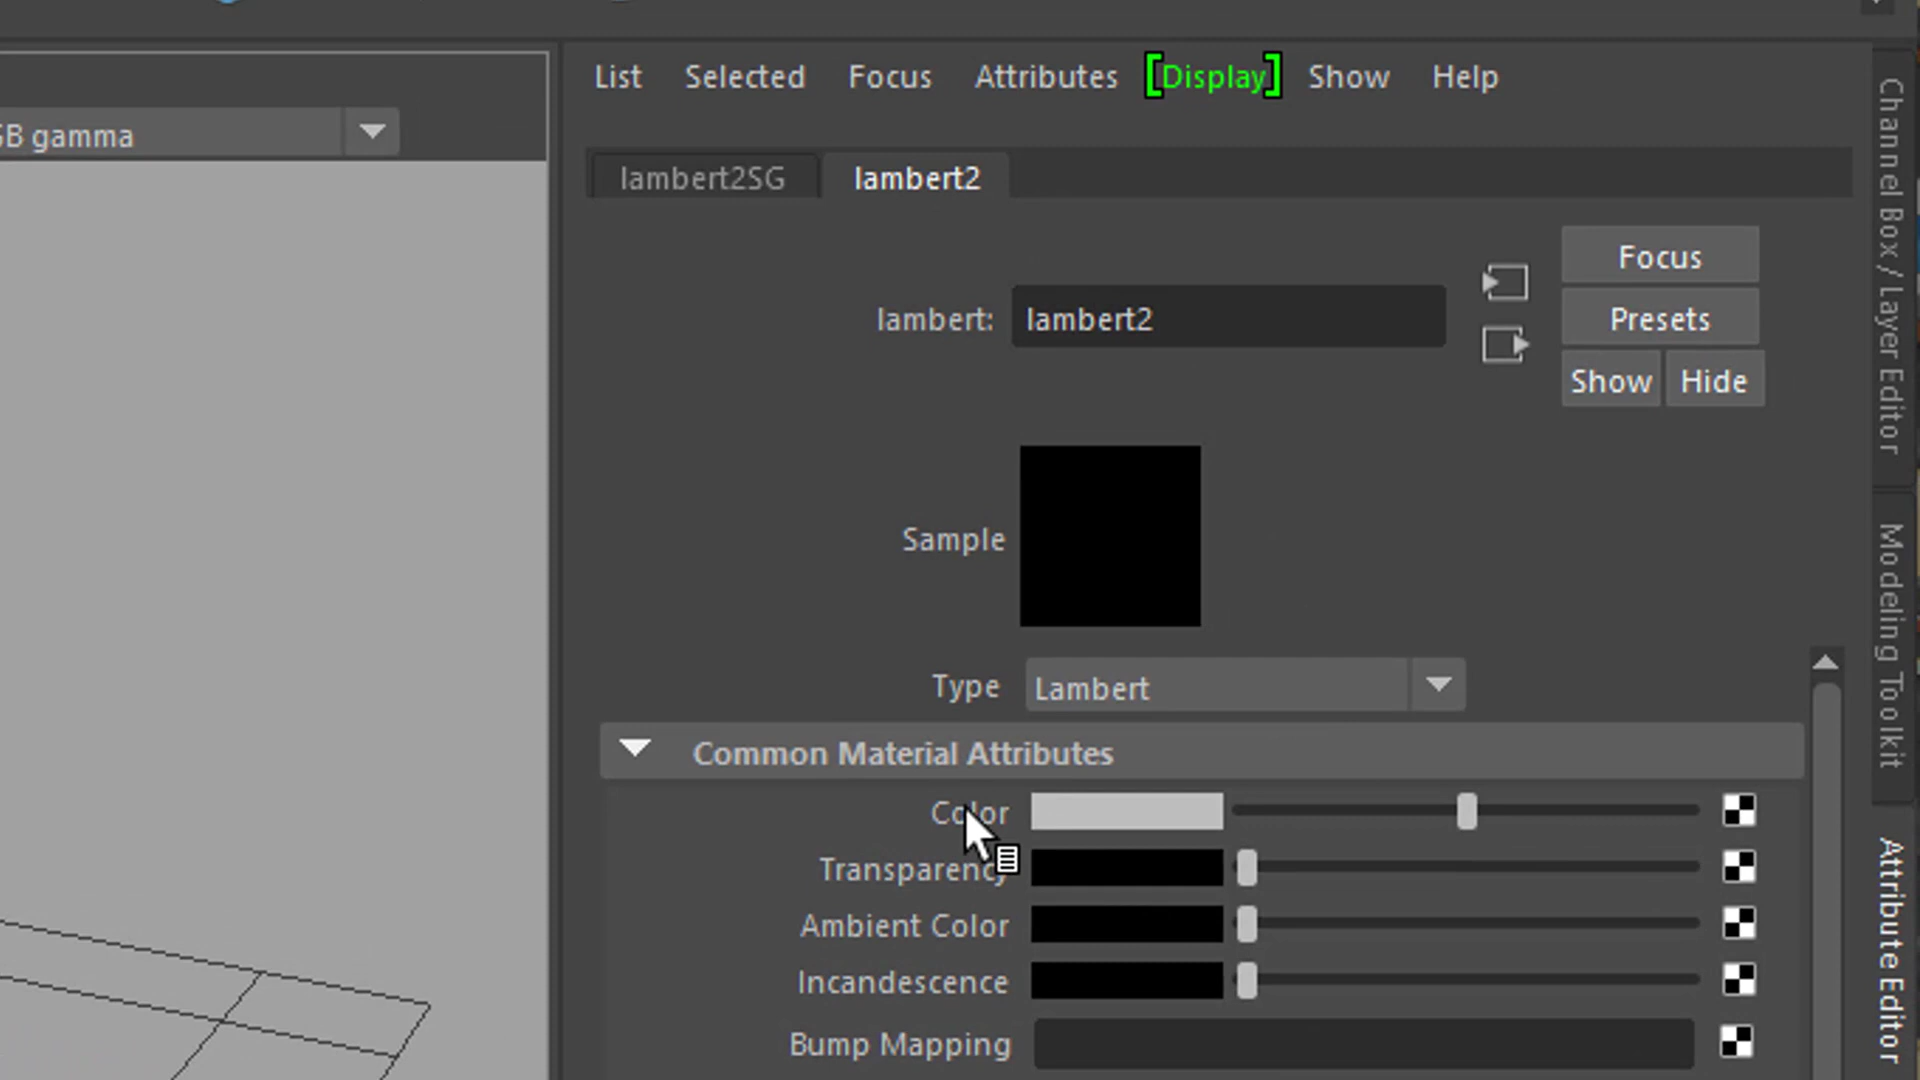 List Selected Focus Attributes [Display] Show Help
gamma
lambert2SG lambert2
Focus
lambert: lambert2
Presets
Show Hide
Sample
Type Lambert
Common Material Attributes
Color
Transparency
Ambient Color
Incandescence
Bump Mapping
Channel Box / Layer Editor
Modeling Toolkit
Attribute Editor